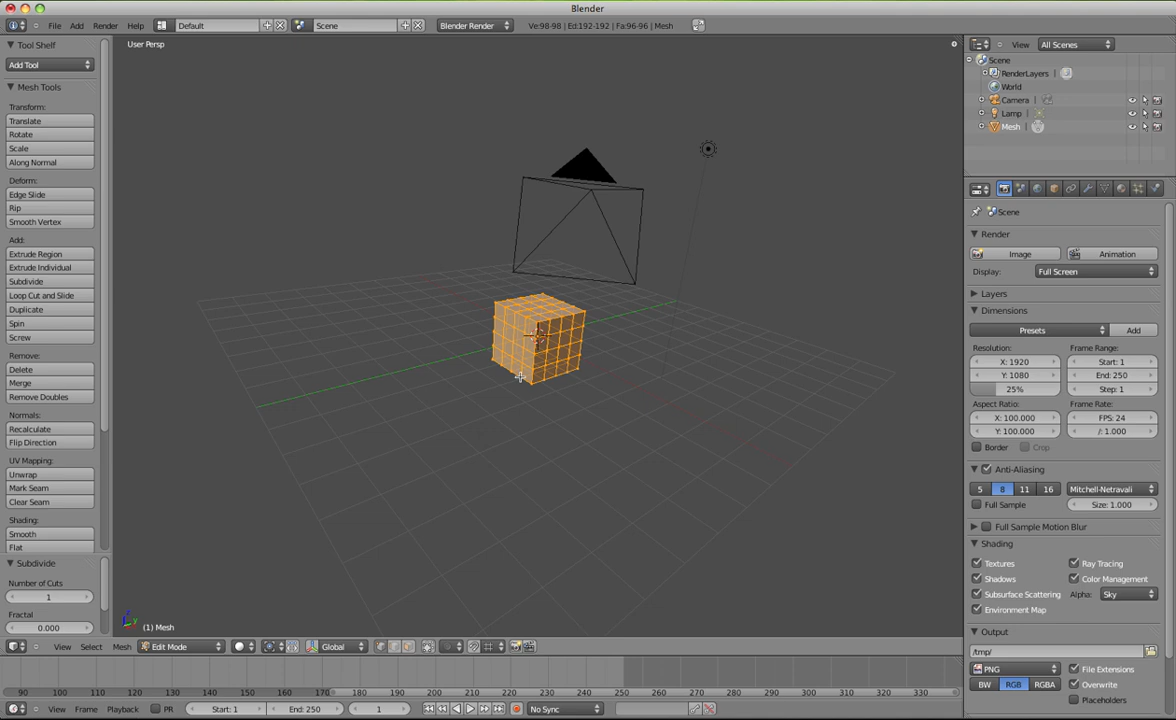 Blender
File Add Render Help Default Scene Blender Render Ve:98-98 | Ed:192-192 | Fa:96-96 | Mesh
Tool Shelf
Add Tool
Mesh Tools
Transform:
Translate
Rotate
Scale
Along Normal
Deform:
Edge Slide
Rip
Smooth Vertex
Add:
Extrude Region
Extrude Individual
Subdivide
Loop Cut and Slide
Duplicate
Spin
Screw
Remove:
Delete
Merge
Remove Doubles
Normals:
Recalculate
Flip Direction
UV Mapping:
Unwrap
Mark Seam
Clear Seam
Shading:
Smooth
Flat
Subdivide
Number of Cuts
1
Fractal
0.000
User Persp
z
y
(1) Mesh
View Select Mesh Edit Mode Global
90 100 110 120 130 140 150 160 170 180 190 200 210 220 230 240 250 260 270 280 290 300 310 320 330
View Frame Playback PR Start: 1 End: 250 1 No Sync
View All Scenes
Scene
RenderLayers |
World
Camera |
Lamp |
Mesh |
Scene
Render
Image Animation
Display: Full Screen
Layers
Dimensions
Presets Add
Resolution: Frame Range:
X: 1920 Start: 1
Y: 1080 End: 250
25% Step: 1
Aspect Ratio: Frame Rate:
X: 100.000 FPS: 24
Y: 100.000 /: 1.000
Border Crop
Anti-Aliasing
5 8 11 16 Mitchell-Netravali
Full Sample Size: 1.000
Full Sample Motion Blur
Shading
Textures Ray Tracing
Shadows Color Management
Subsurface Scattering Alpha: Sky
Environment Map
Output
/tmp/
PNG File Extensions
BW RGB RGBA Overwrite
Placeholders